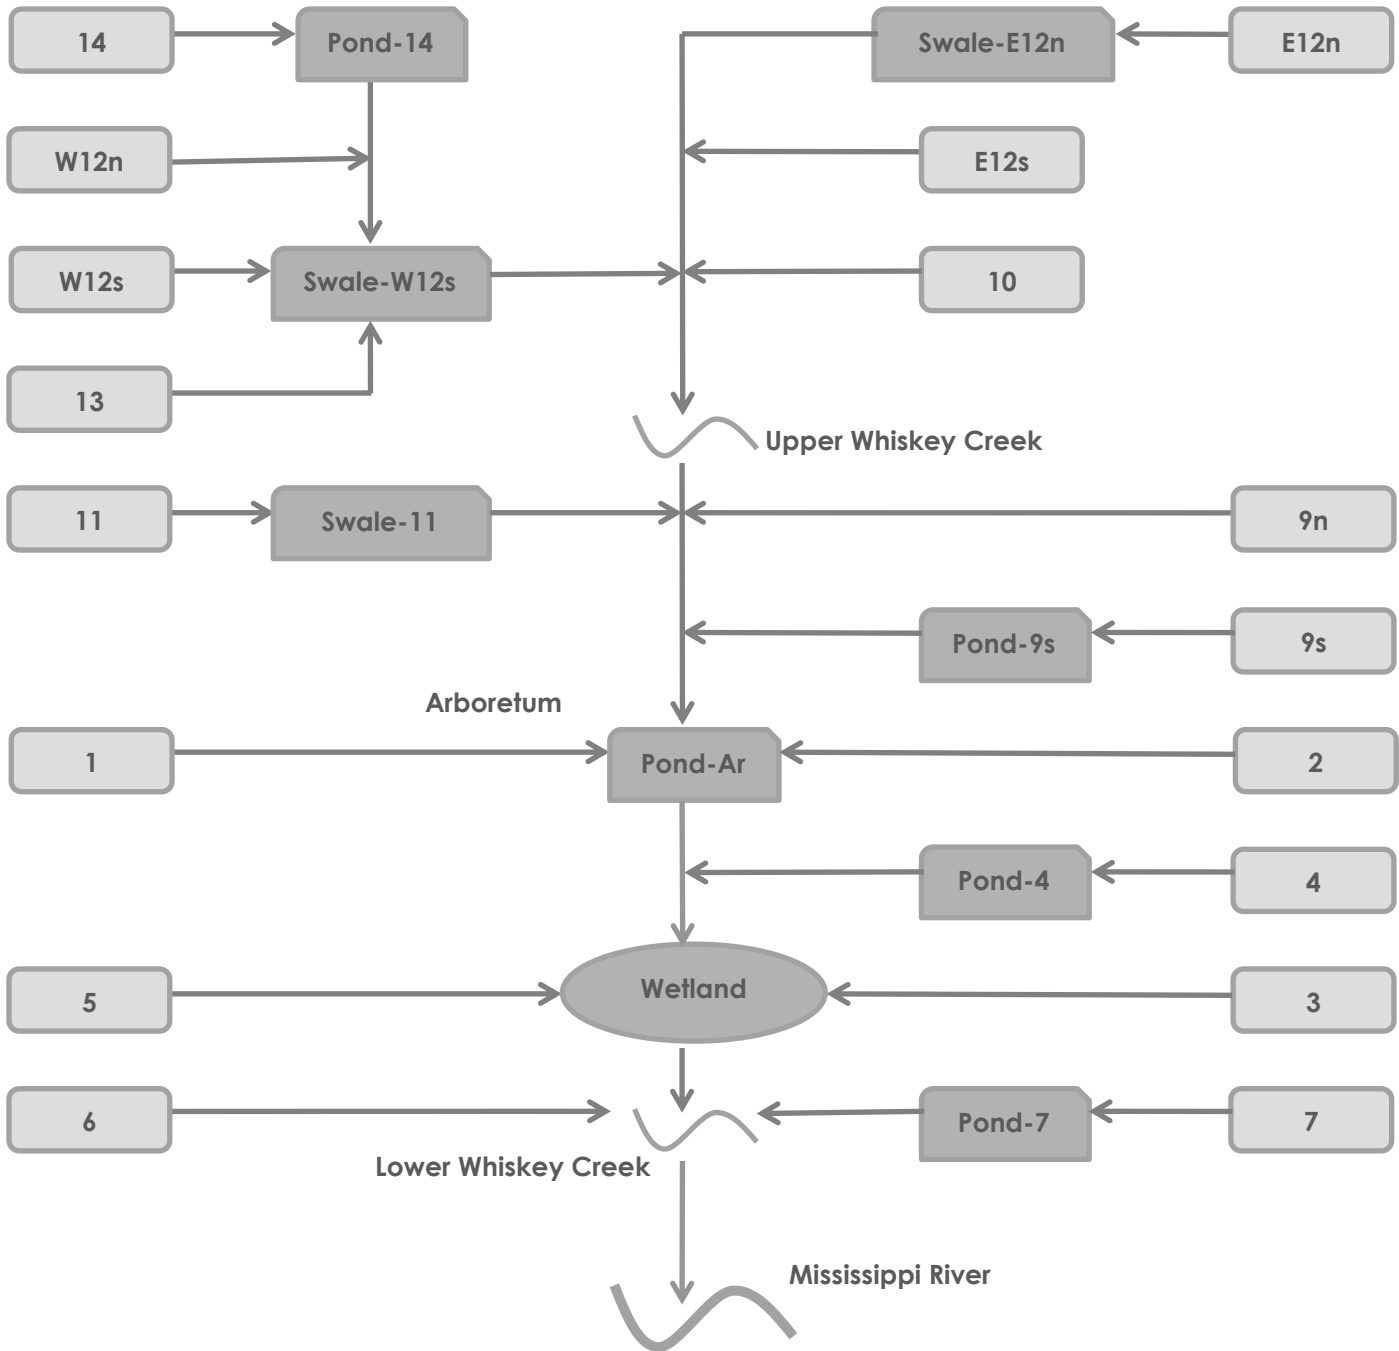 14
Pond-14
Swale-E12n
E12n
W12n
E12s
W12s
Swale-W12s
10
13
Upper Whiskey Creek
11
Swale-11
9n
Pond-9s
9s
Arboretum
1
Pond-Ar
2
Pond-4
4
5
Wetland
3
6
Pond-7
7
Lower Whiskey Creek
Mississippi River